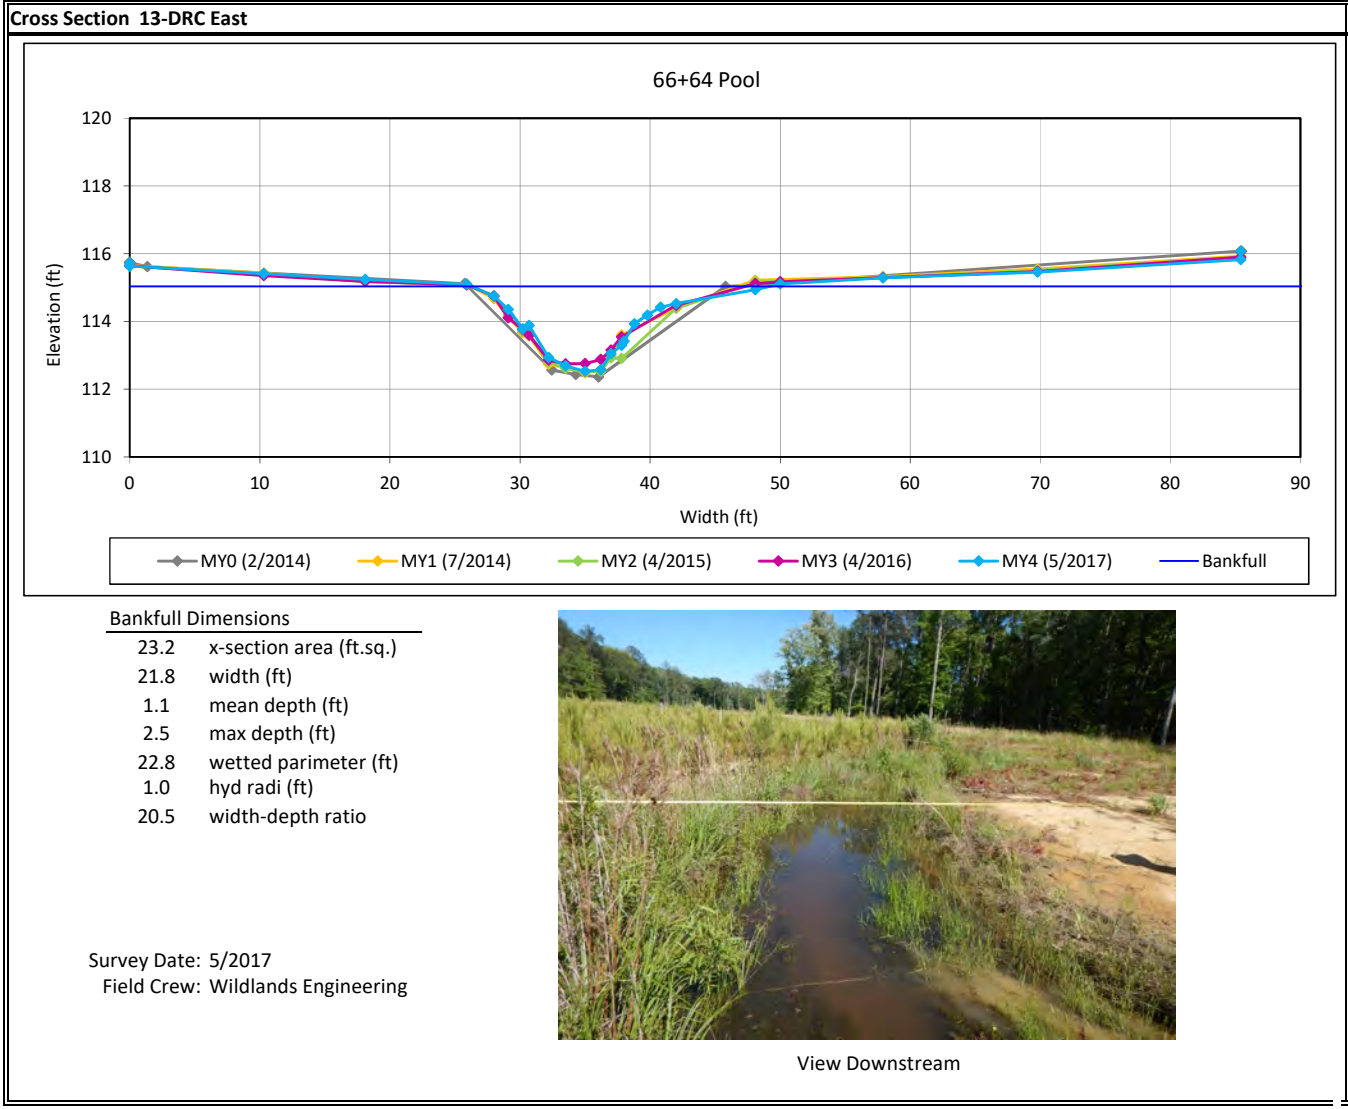 Cross Section 13-DRC East
66+64 Pool
120
118
116
114
112
110
Elevation (ft)
0 10 20 30 40 50 60 70 80 90
Width (ft)
MY0 (2/2014) MY1 (7/2014) MY2 (4/2015) MY3 (4/2016) MY4 (5/2017) Bankfull
Bankfull Dimensions
23.2 x-section area (ft.sq.)
21.8 width (ft)
1.1 mean depth (ft)
2.5 max depth (ft)
22.8 wetted parimeter (ft)
1.0 hyd radi (ft)
20.5 width-depth ratio
Survey Date: 5/2017
Field Crew: Wildlands Engineering
View Downstream